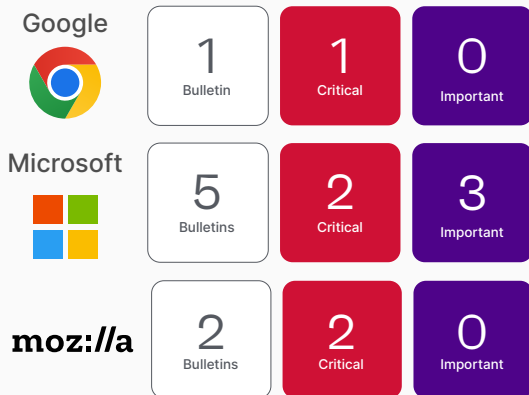 Google
1
Bulletin
1
Critical
0
Important
Microsoft
5
Bulletins
2
Critical
3
Important
moz://a
2
Bulletins
2
Critical
0
Important